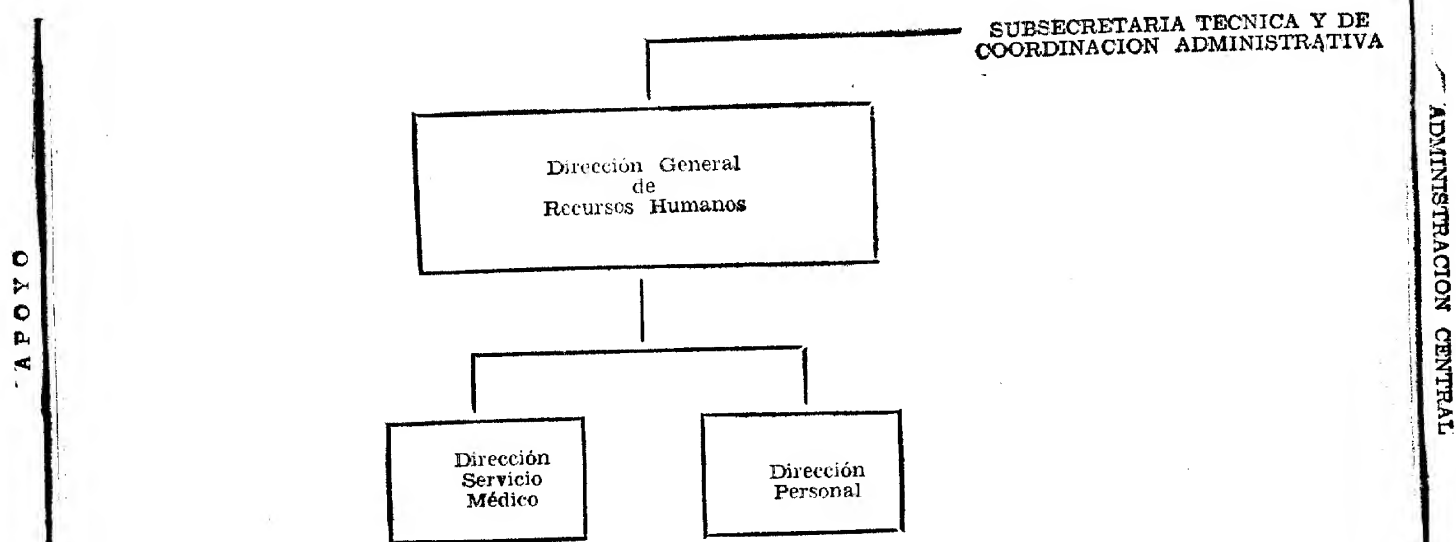 SUBSECRETARIA TECNICA Y DE
COORDINACION ADMINISTRATIVA
Dirección General
de
Recursos Humanos
Dirección
Servicio
Médico
Dirección
Personal
APOYO
ADMINISTRACION CENTRAL